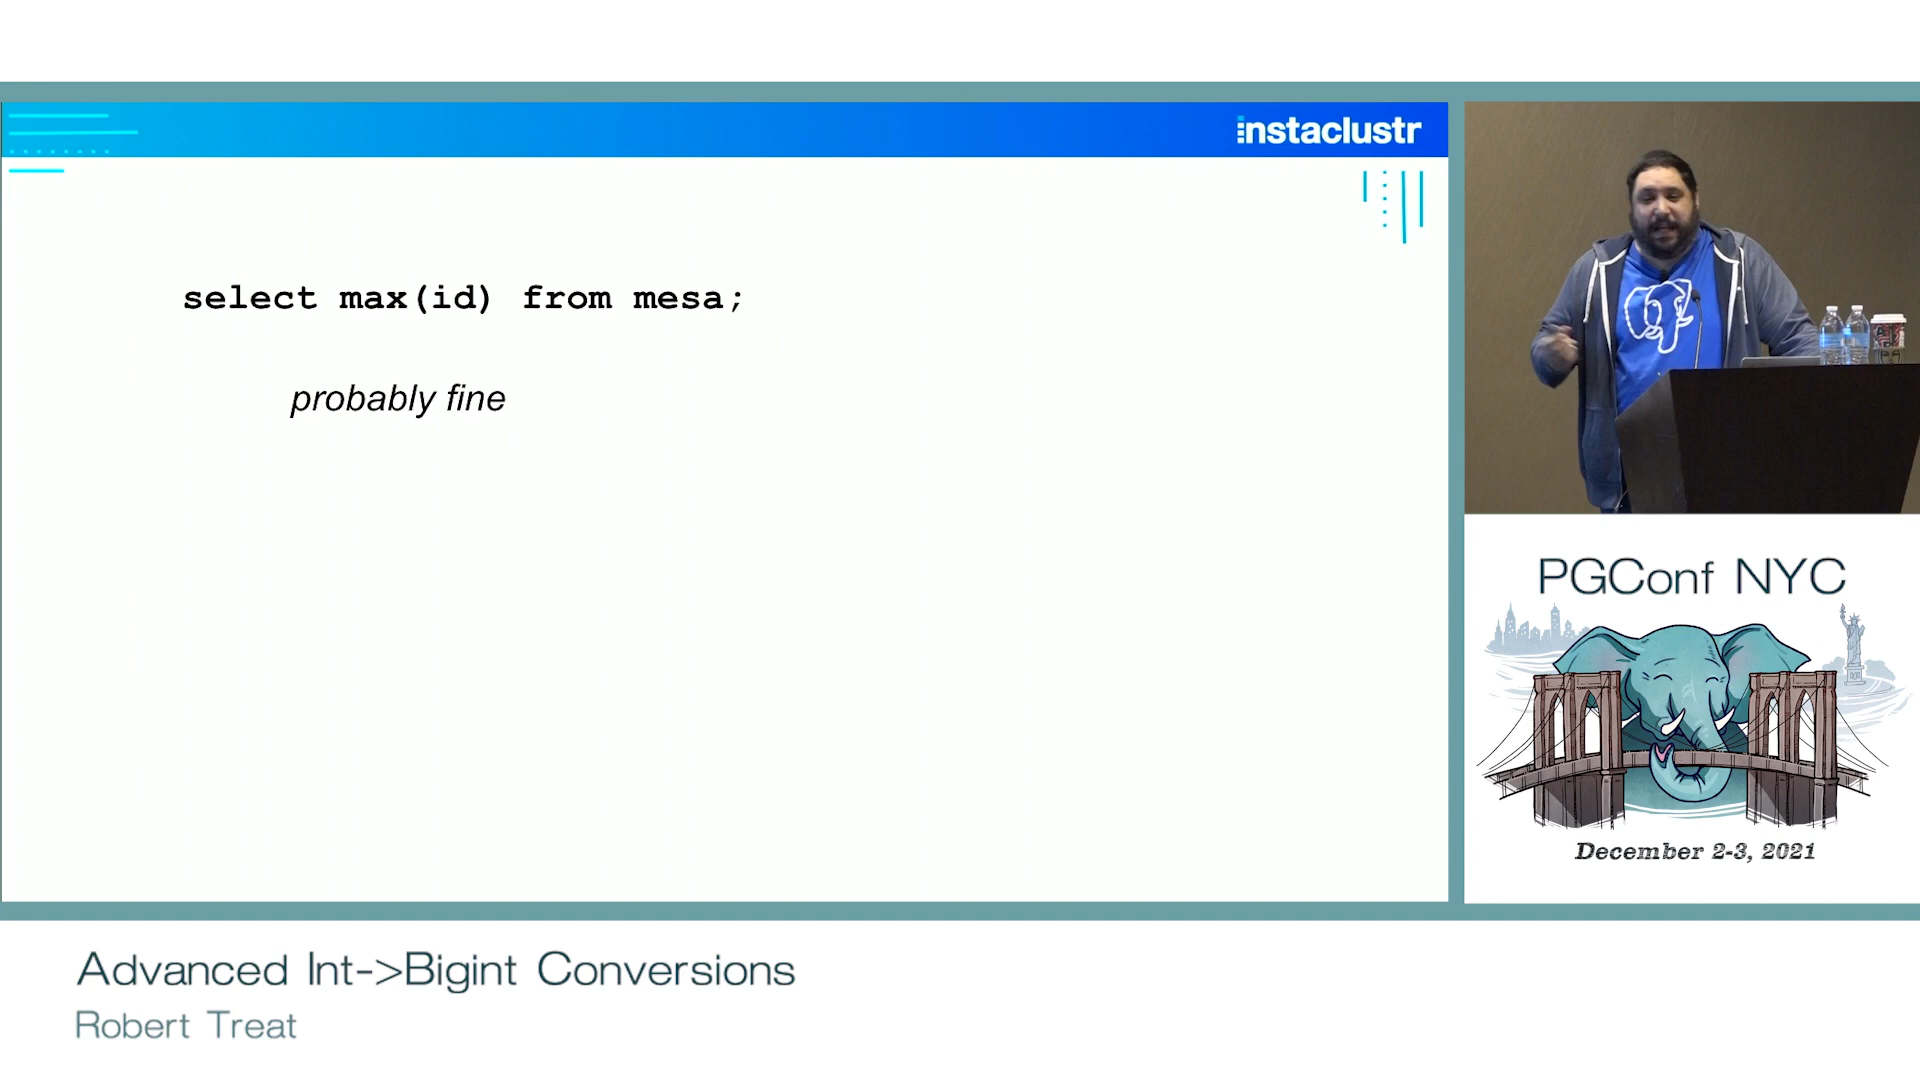 instaclustr
select max(id) from mesa;
probably fine
PGConf NYC
December 2-3, 2021
Advanced Int->Bigint Conversions
Robert Treat